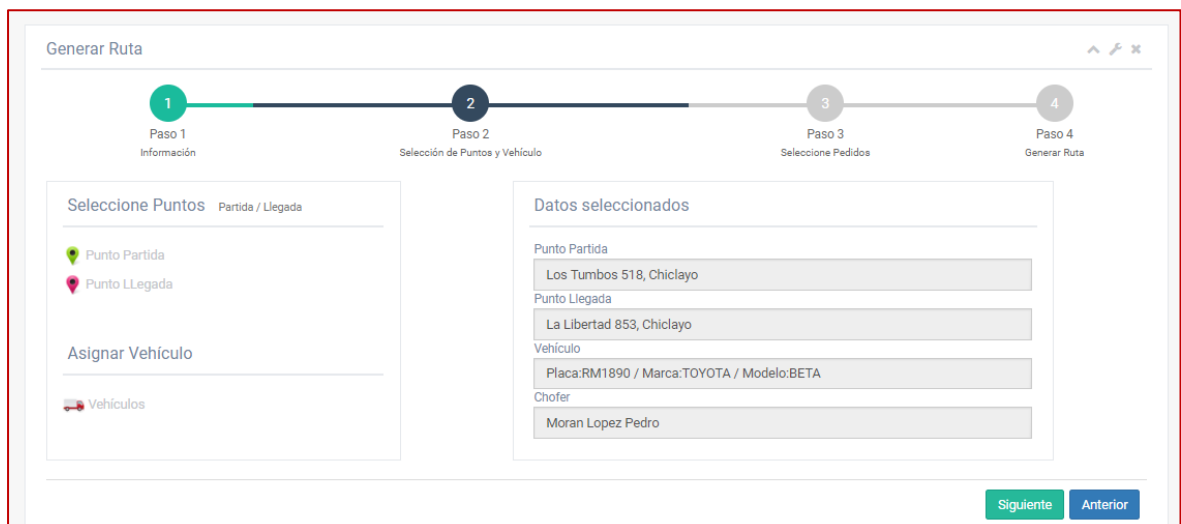 Generar Ruta
1
2
3
4
Paso 1
Paso 2
Paso 3
Paso 4
Información
Selección de Puntos y Vehículo
Seleccione Pedidos
Generar Ruta
Seleccione Puntos Partida / Llegada
Punto Partida
Punto LLegada
Asignar Vehículo
Vehículos
Datos seleccionados
Punto Partida
Los Tumbos 518, Chiclayo
Punto Llegada
La Libertad 853, Chiclayo
Vehículo
Placa:RM1890 / Marca:TOYOTA / Modelo:BETA
Chofer
Moran Lopez Pedro
Siguiente
Anterior